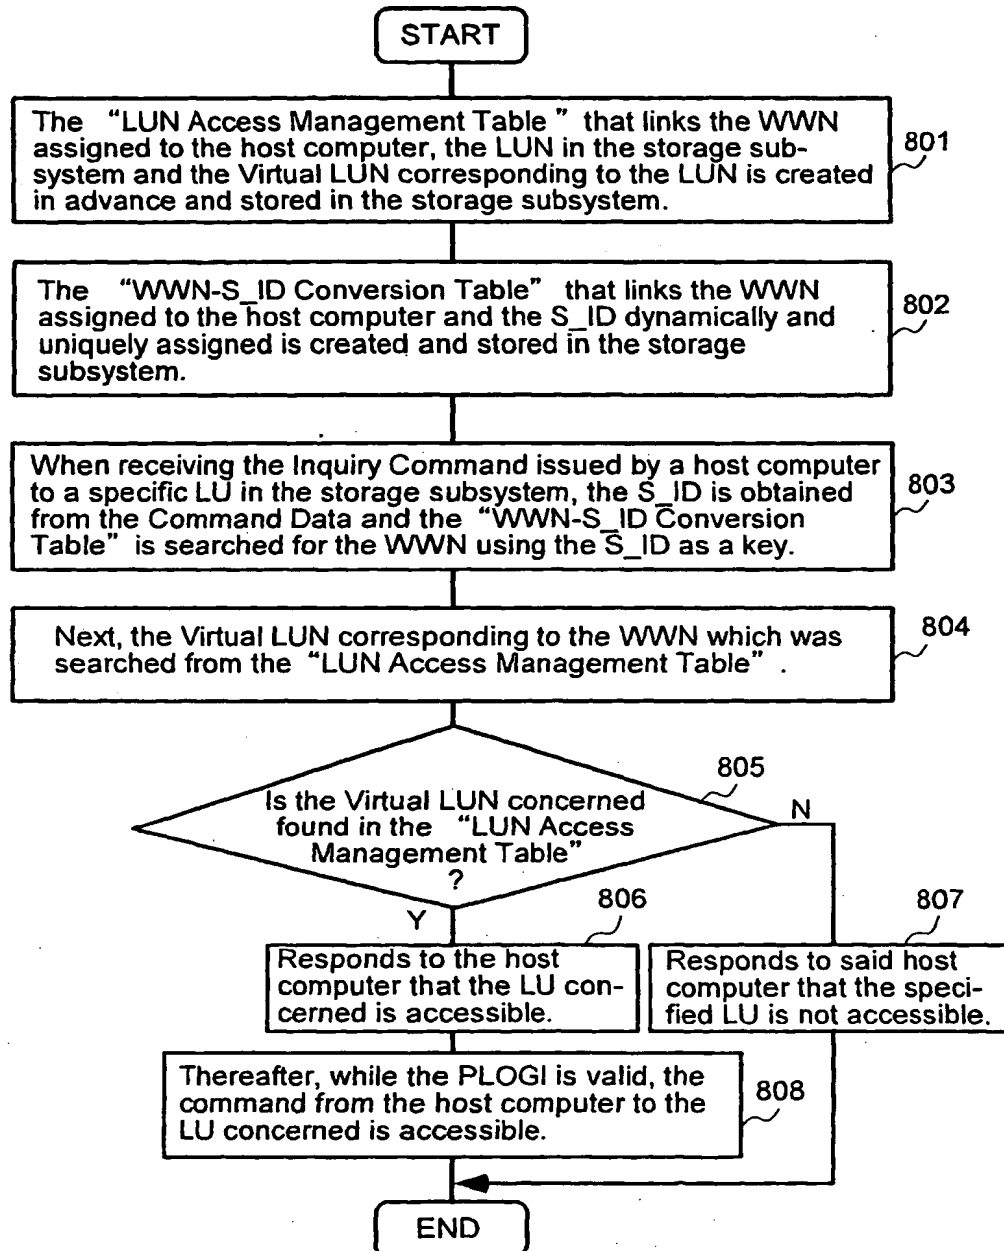 START
The "LUN Access Management Table " that links the WWN
assigned to the host computer, the LUN in the storage sub-
system and the Virtual LUN corresponding to the LUN is created
in advance and stored in the storage subsystem.
801
The "WWN-S_ID Conversion Table" that links the WWN
assigned to the host computer and the S_ID dynamically and
uniquely assigned is created and stored in the storage
subsystem.
802
When receiving the Inquiry Command issued by a host computer
to a specific LU in the storage subsystem, the S_ID is obtained
from the Command Data and the "WWN-S_ID Conversion
Table" is searched for the WWN using the S_ID as a key.
803
Next, the Virtual LUN corresponding to the WWN which was
searched from the "LUN Access Management Table" .
804
805
Is the Virtual LUN concerned
found in the "LUN Access
Management Table"
?
N
Y
806
Responds to the host
computer that the LU con-
cerned is accessible.
807
Responds to said host
computer that the speci-
fied LU is not accessible.
Thereafter, while the PLOGI is valid, the
command from the host computer to the
LU concerned is accessible.
808
END